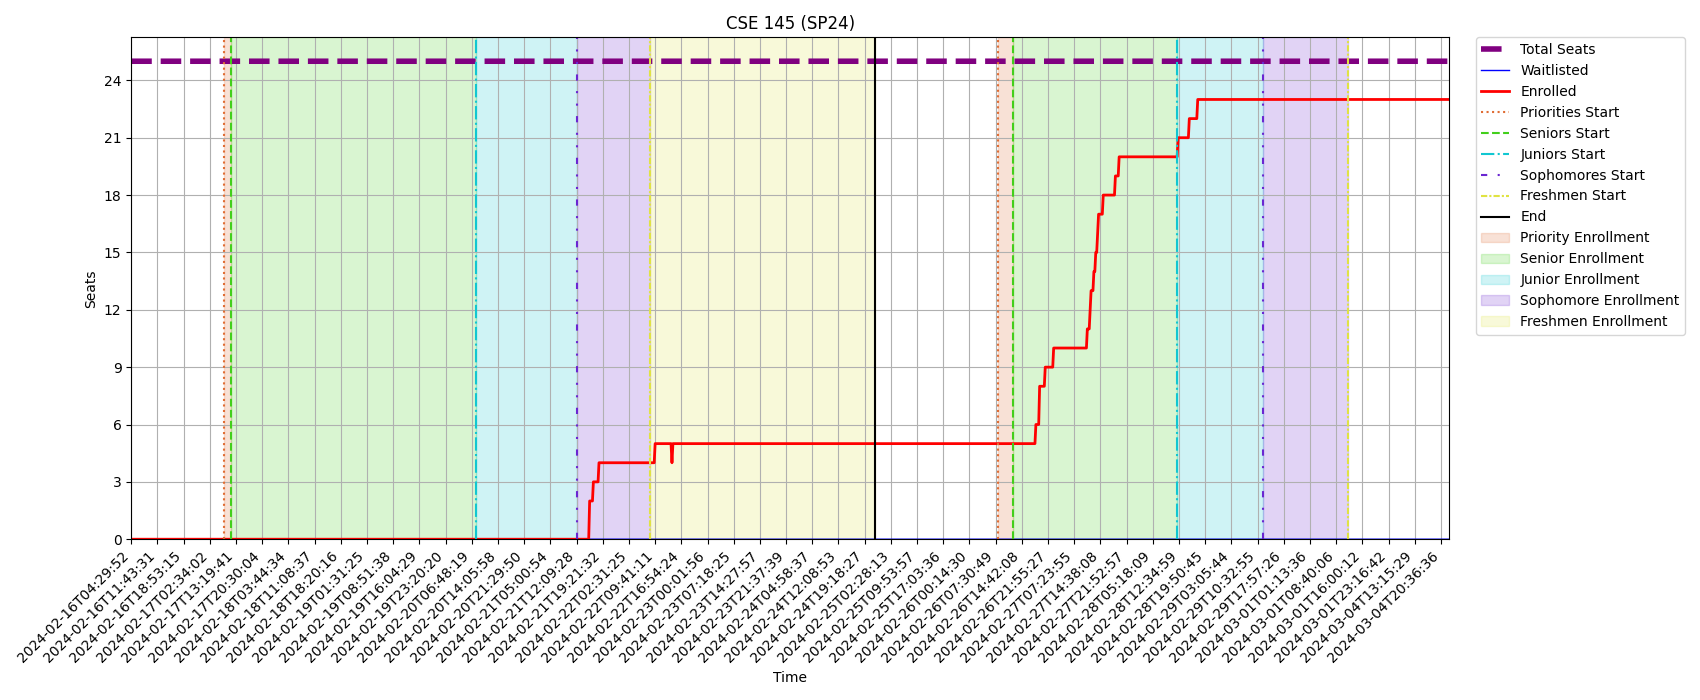 CSE 145 (SP24)
Total Seats
Waitlisted
Enrolled
Priorities Start
Seniors Start
Juniors Start
Sophomores Start
Freshmen Start
End
Priority Enrollment
Senior Enrollment
Junior Enrollment
Sophomore Enrollment
Freshmen Enrollment
Seats
24
21
18
15
12
9
6
3
0
2024-02-16T04:29:52
2024-02-16T11:43:31
2024-02-16T18:53:15
2024-02-17T02:34:02
2024-02-17T13:19:41
2024-02-17T20:30:04
2024-02-18T03:44:34
2024-02-18T11:08:37
2024-02-18T18:20:16
2024-02-19T01:31:25
2024-02-19T08:51:38
2024-02-19T16:04:29
2024-02-19T23:20:20
2024-02-20T06:48:19
2024-02-20T14:05:58
2024-02-20T21:29:50
2024-02-21T05:00:54
2024-02-21T12:09:28
2024-02-21T19:21:32
2024-02-22T02:31:25
2024-02-22T09:41:11
2024-02-22T16:54:24
2024-02-23T00:01:56
2024-02-23T07:18:25
2024-02-23T14:27:57
2024-02-23T21:37:39
2024-02-24T04:58:37
2024-02-24T12:08:53
2024-02-24T19:18:27
2024-02-25T02:28:13
2024-02-25T09:53:57
2024-02-25T17:03:36
2024-02-26T00:14:30
2024-02-26T07:30:49
2024-02-26T14:42:08
2024-02-26T21:55:27
2024-02-27T07:23:55
2024-02-27T14:38:08
2024-02-27T21:52:57
2024-02-28T05:18:09
2024-02-28T12:34:59
2024-02-28T19:50:45
2024-02-29T03:05:44
2024-02-29T10:32:55
2024-02-29T17:57:26
2024-03-01T01:13:36
2024-03-01T08:40:06
2024-03-01T16:00:12
2024-03-01T23:16:42
2024-03-04T13:15:29
2024-03-04T20:36:36
Time